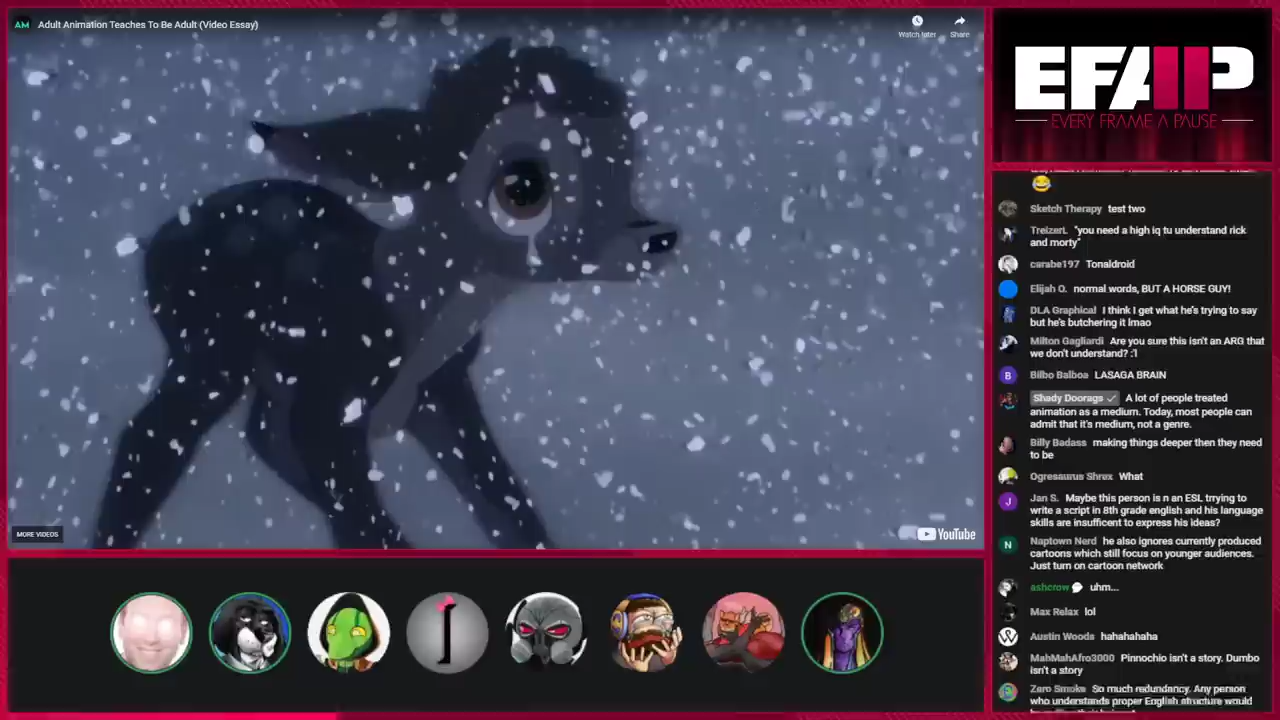 AM Adult Animation Teaches To Be Adult (Video Essay)
Watch later
Share
MORE VIDEOS
YouTube
EFAP
EVERY FRAME A PAUSE
Sketch Therapy test two
TreizerL "you need a high iq tu understand rick
and morty"
carabe197 Tonaldroid
Elijah O. normal words, BUT A HORSE GUY!
DLA Graphical I think I get what he's trying to say
but he's butchering it lmao
Milton Gagliardi Are you sure this isn't an ARG that
we don't understand? :'l
B Bilbo Balboa LASAGA BRAIN
Shady Doorags A lot of people treated
animation as a medium. Today, most people can
admit that it's medium, not a genre.
Billy Badass making things deeper then they need
to be
Ogresaurus Shrex What
J Jan S. Maybe this person is n an ESL trrying to
write a script in 8th grade english and his language
skills are insufficent to express his ideas?
N Naptown Nerd he also ignores currently produced
cartoons which still focus on younger audiences.
Just turn on cartoon network
ashcrow uhm...
Max Relax lol
Austin Woods hahahahaha
MahMahAfro3000 Pinnochio isn't a story. Dumbo
isn't a story
Zero Smoke So much redundancy. Any person
who understands proper English structure would